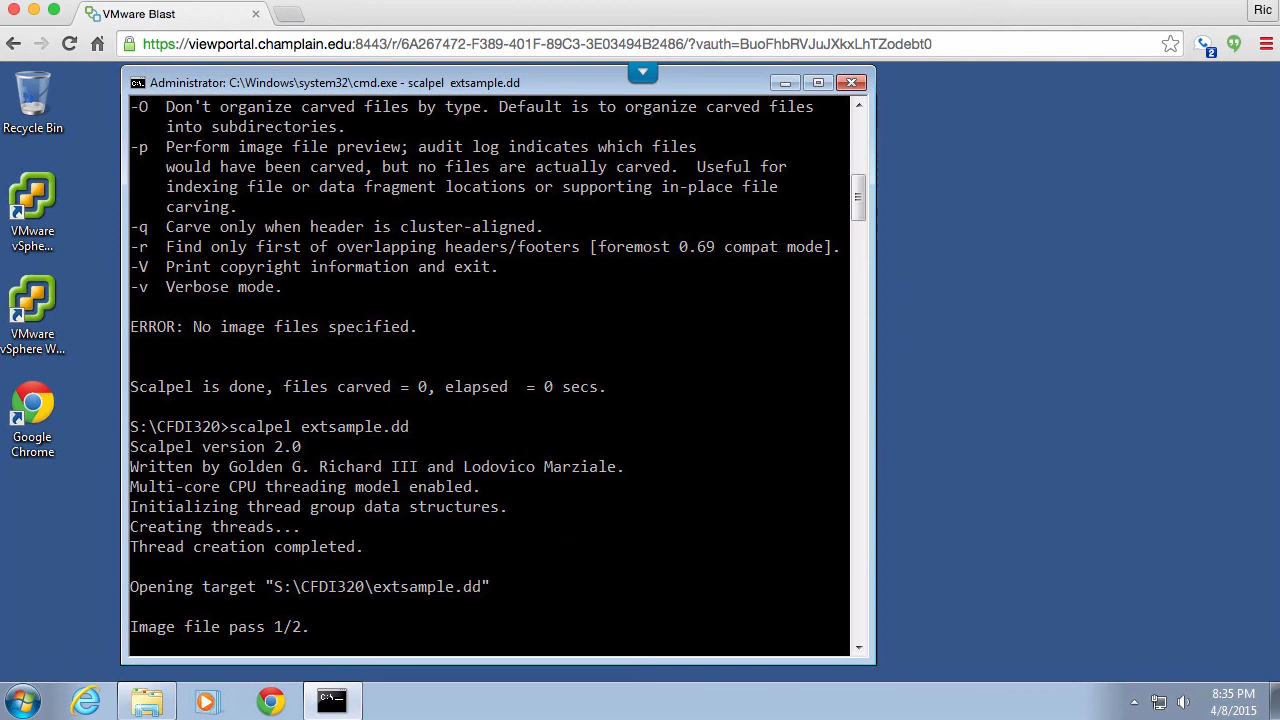 VMware Blast
Ric
https://viewportal.champlain.edu:8443/r/6A267472-F389-401F-89C3-3E03494B2486/?vauth=BuoFhbRVJuJXkxLhTZodebt0
2
Recycle Bin
VMware
vSphe...
VMware
vSphere W...
Google
Chrome
Administrator: C:\Windows\system32\cmd.exe - scalpel extsample.dd
-O Don't organize carved files by type. Default is to organize carved files
into subdirectories.
-p Perform image file preview; audit log indicates which files
would have been carved, but no files are actually carved. Useful for
indexing file or data fragment locations or supporting in-place file
carving.
-q Carve only when header is cluster-aligned.
-r Find only first of overlapping headers/footers [foremost 0.69 compat mode].
-V Print copyright information and exit.
-v Verbose mode.
ERROR: No image files specified.
Scalpel is done, files carved = 0, elapsed  = 0 secs.
S:\CFDI320>scalpel extsample.dd
Scalpel version 2.0
Written by Golden G. Richard III and Lodovico Marziale.
Multi-core CPU threading model enabled.
Initializing thread group data structures.
Creating threads...
Thread creation completed.
Opening target "S:\CFDI320\extsample.dd"
Image file pass 1/2.
C:\
8:35 PM
4/8/2015